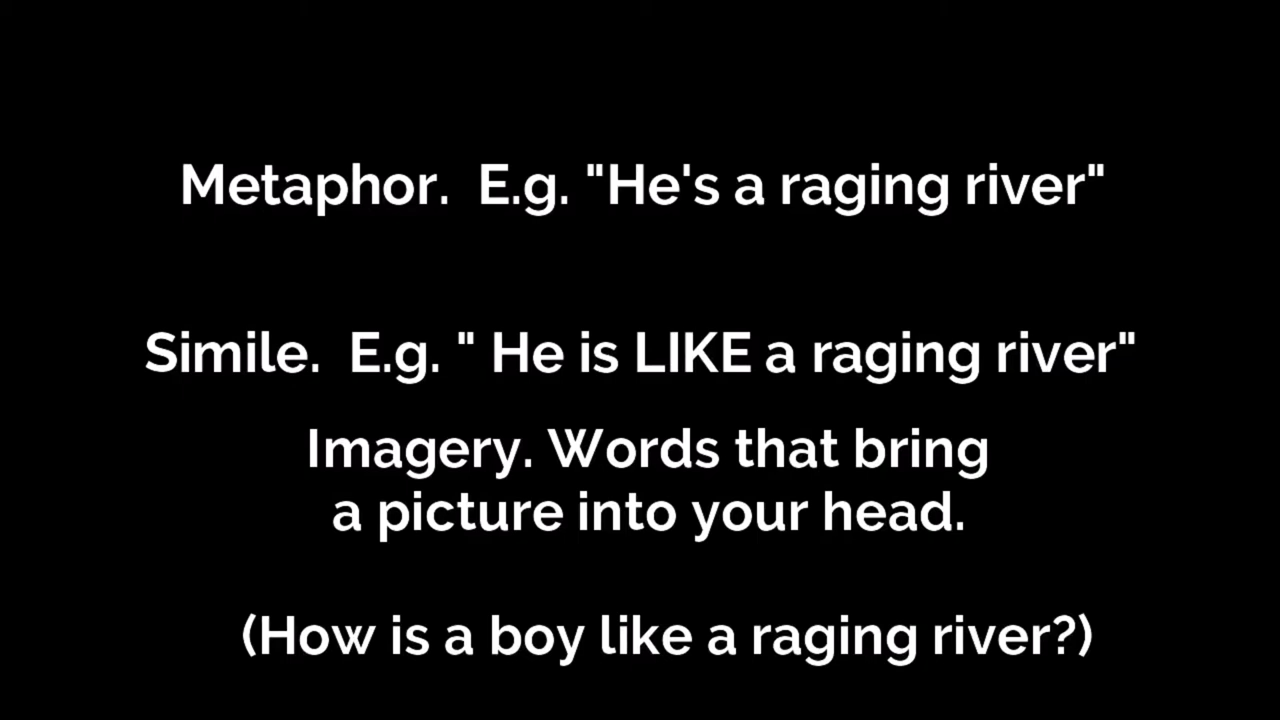 Metaphor.  E.g. "He's a raging river"
Simile.  E.g. " He is LIKE a raging river"
Imagery. Words that bring
a picture into your head.
(How is a boy like a raging river?)